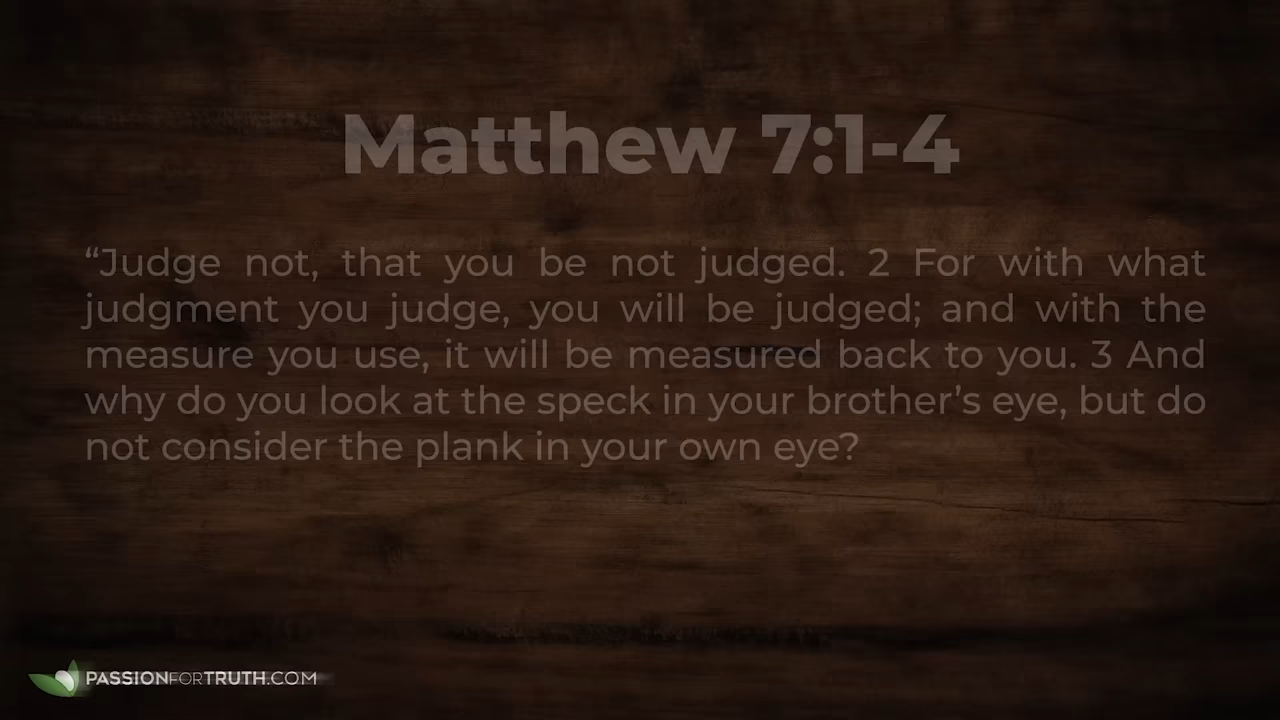 Matthew 7:1-4
“Judge not, that you be not judged. 2 For with what
judgment you judge, you will be judged; and with the
measure you use, it will be measured back to you. 3 And
why do you look at the speck in your brother’s eye, but do
not consider the plank in your own eye?
PASSIONFORTRUTH.COM